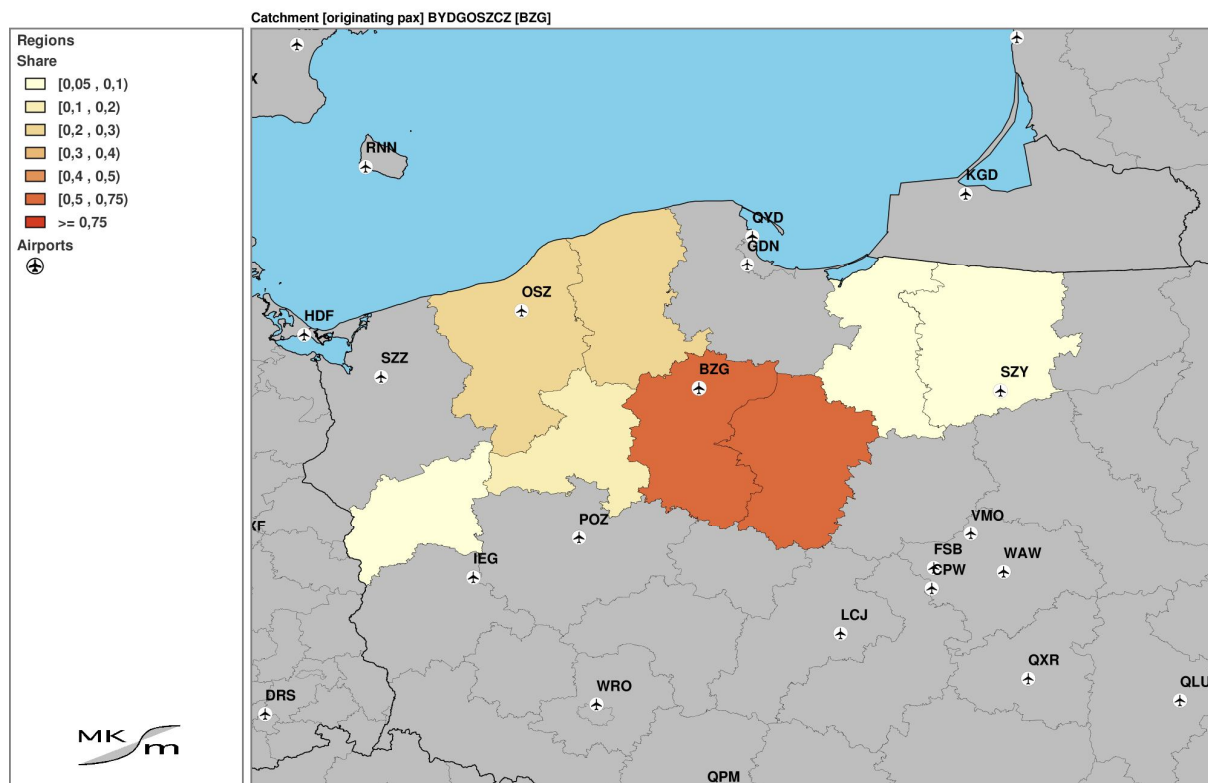 Catchment [originating pax] BYDGOSZCZ [BZG]
Regions
Share
[0,05 , 0,1)
[0,1 , 0,2)
[0,2 , 0,3)
[0,3 , 0,4)
[0,4 , 0,5)
[0,5 , 0,75)
>= 0,75
Airports
MK
m
RNN
KGD
QYD
GDN
OSZ
HDF
SZZ
BZG
SZY
POZ
VMO
IEG
FSB
WAW
CPW
LCJ
QXR
WRO
DRS
QLU
QPM